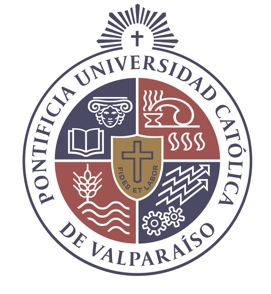 PONTIFICIA UNIVERSIDAD CATÓLICA
DE VALPARAÍSO
FIDES ET LABOR